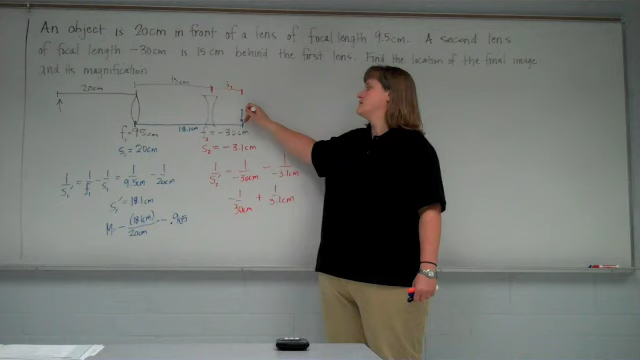 An object is 20cm in front of a lens of focal length 9.5cm. A second lens
of focal length -30cm is 15cm behind the first lens. Find the location of the final image
and its magnification
20cm
15cm
18.1cm
f₁=9.5cm
f₂=-30cm
S₁=20cm
S₂=-3.1cm
1/S₁' = 1/f₁ - 1/S₁ = 1/9.5cm - 1/20cm
1/S₂' = 1/-30cm - 1/-3.1cm
S₁'=18.1cm
-1/30cm + 1/3.1cm
M₁ - (18.1cm)/20cm = -.905